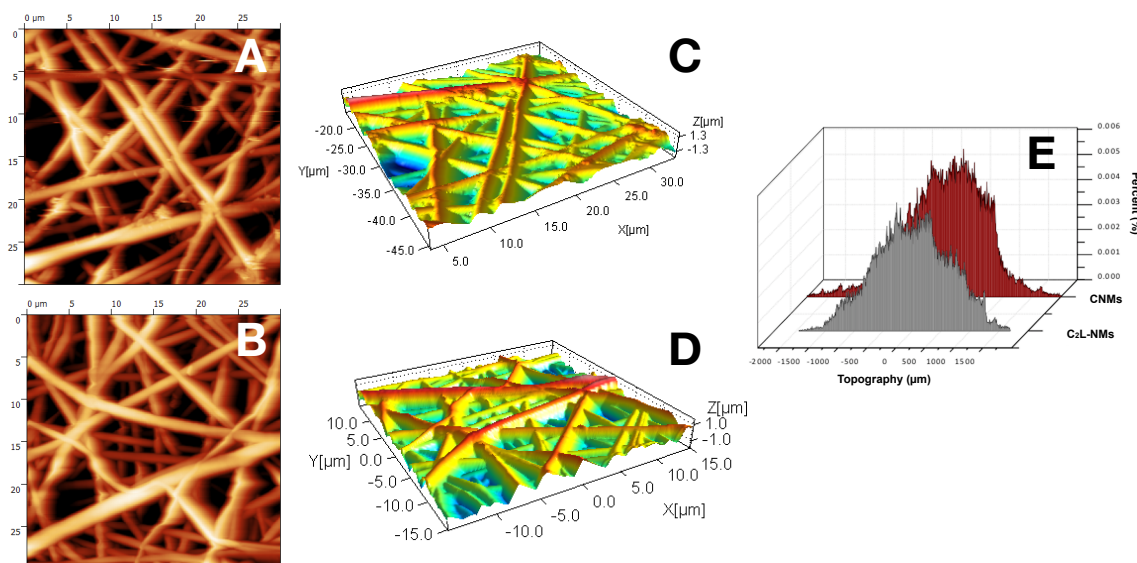 0 µm 5 10 15 20 25
0
5
10
15
20
25
A
0 µm 5 10 15 20 25
0
5
10
15
20
25
B
C
-20.0
-25.0
Y[µm] -30.0
-35.0
-40.0
-45.0
5.0
10.0
15.0
20.0
25.0
30.0
X[µm]
Z[µm]
1.3
-1.3
D
10.0
5.0
Y[µm] 0.0
-5.0
-10.0
-15.0
-10.0
-5.0
0.0
5.0
10.0
15.0
X[µm]
Z[µm]
1.0
-1.0
E
0.006
0.005
0.004
0.003
0.002
0.001
0.000
Percent (%)
CNMs
C2L-NMs
-2000 -1500 -1000 -500 0 500 1000 1500
Topography (µm)